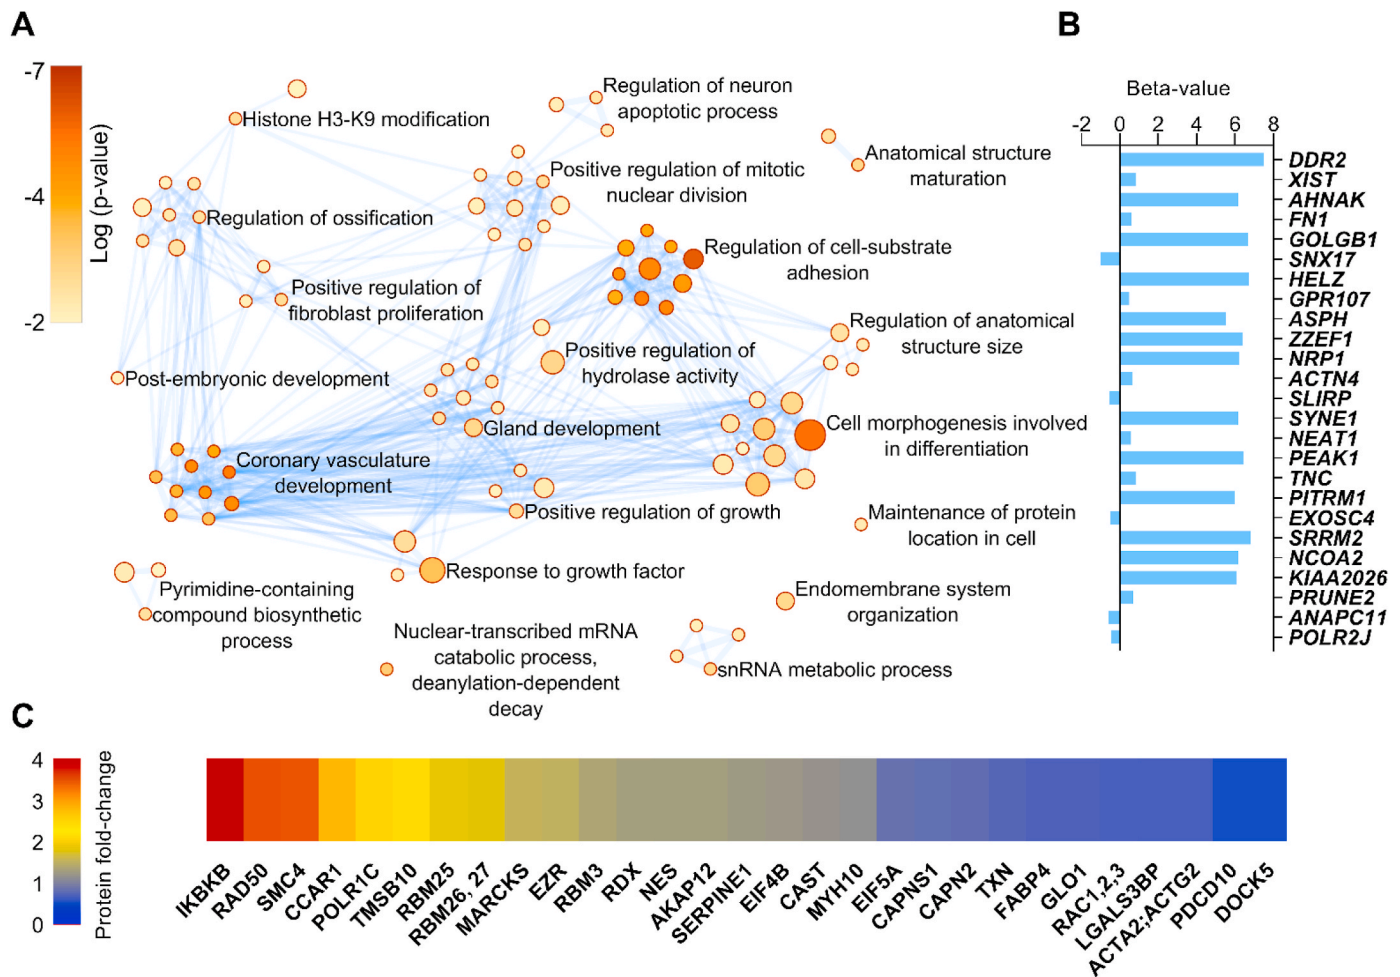 A
B
-7
-4
-2
Log (p-value)
Histone H3-K9 modification
Regulation of neuron
apoptotic process
Anatomical structure
maturation
Positive regulation of mitotic
nuclear division
Regulation of ossification
Regulation of cell-substrate
adhesion
Positive regulation of
fibroblast proliferation
Regulation of anatomical
structure size
Positive regulation of
hydrolase activity
Post-embryonic development
Gland development
Cell morphogenesis involved
in differentiation
Coronary vasculature
development
Positive regulation of growth
Maintenance of protein
location in cell
Response to growth factor
Pyrimidine-containing
compound biosynthetic
process
Endomembrane system
organization
Nuclear-transcribed mRNA
catabolic process,
deanylation-dependent
decay
snRNA metabolic process
Beta-value
-2 0 2 4 6 8
DDR2
XIST
AHNAK
FN1
GOLGB1
SNX17
HELZ
GPR107
ASPH
ZZEF1
NRP1
ACTN4
SLIRP
SYNE1
NEAT1
PEAK1
TNC
PITRM1
EXOSC4
SRRM2
NCOA2
KIAA2026
PRUNE2
ANAPC11
POLR2J
C
4
3
2
1
0
Protein fold-change
IKBKB
RAD50
SMC4
CCAR1
POLR1C
TMSB10
RBM25
RBM26, 27
MARCKS
EZR
RBM3
RDX
NES
AKAP12
SERPINE1
EIF4B
CAST
MYH10
EIF5A
CAPNS1
CAPN2
TXN
FABP4
GLO1
RAC1,2,3
LGALS3BP
ACTA2;ACTG2
PDCD10
DOCK5